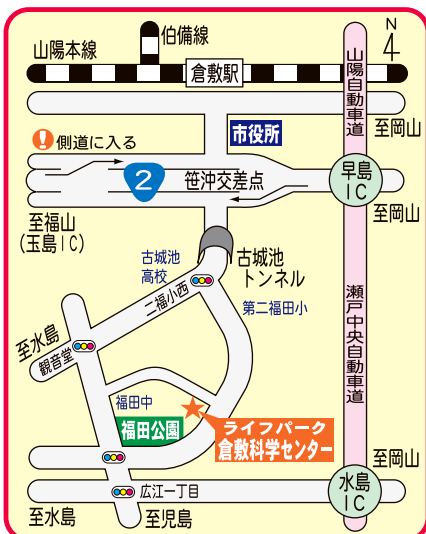 N
4
伯備線
山陽本線
倉敷駅
山陽自動車道
至岡山
市役所
! 側道に入る
2
笹沖交差点
早島
IC
至岡山
至福山
(玉島IC)
古城池
高校
古城池
トンネル
二福小西
第二福田小
瀬戸中央自動車道
至水島
観音堂
福田中
福田公園
ライフパーク
倉敷科学センター
至岡山
広江一丁目
水島
IC
至水島
至児島